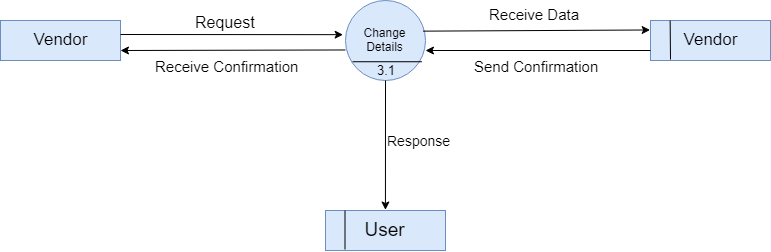 Vendor
Request
Receive Confirmation
Change
Details
3.1
Receive Data
Send Confirmation
Vendor
Response
User